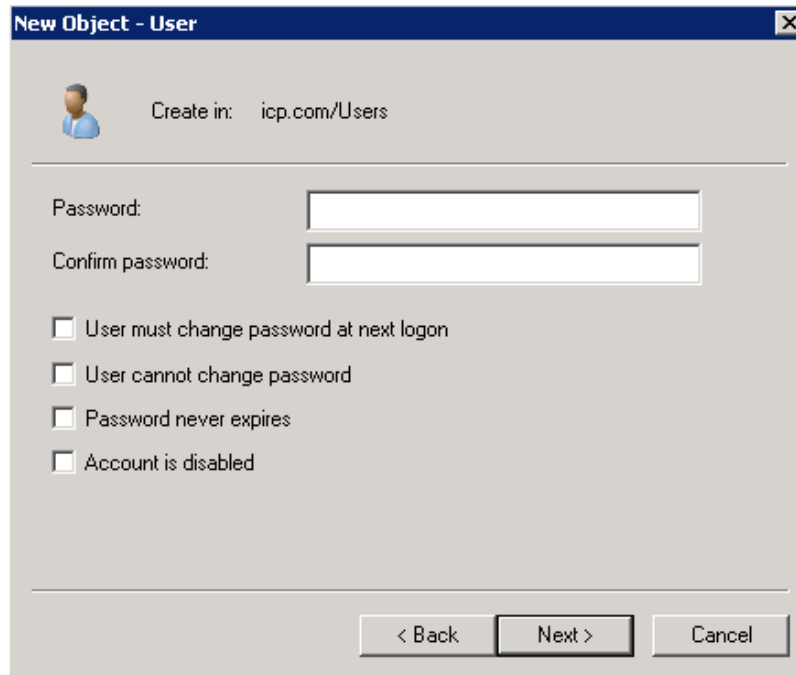 New Object - User
Create in: icp.com/Users
Password:
Confirm password:
User must change password at next logon
User cannot change password
Password never expires
Account is disabled
< Back Next > Cancel